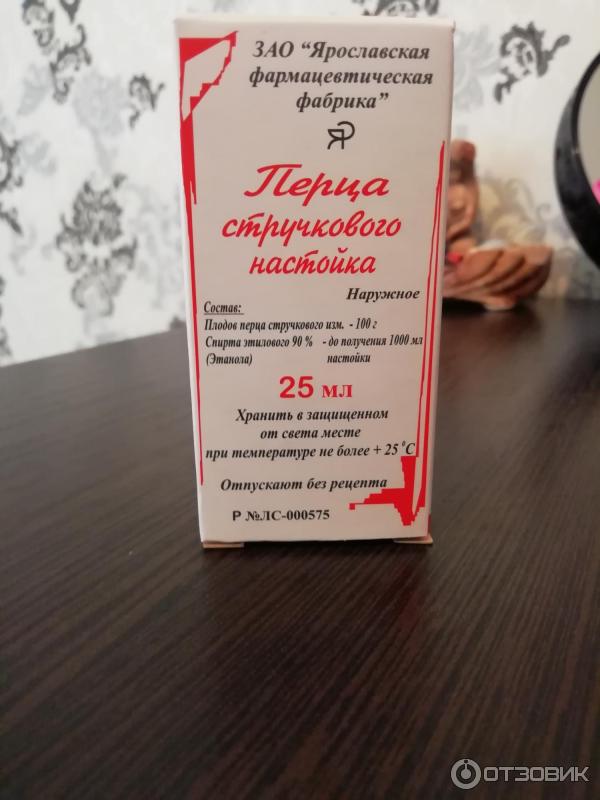 ЗАО "Ярославская
фармацевтическая
фабрика"
Перца
стручкового
настойка
Наружное
Состав:
Плодов перца стручкового изм. - 100 г
Спирта этилового 90 % - до получения 1000 мл
(Этанола) настойки
25 мл
Хранить в защищенном
от света месте
при температуре не более + 25 °С
Отпускают без рецепта
Р №ЛС-000575
ОТЗОВИК